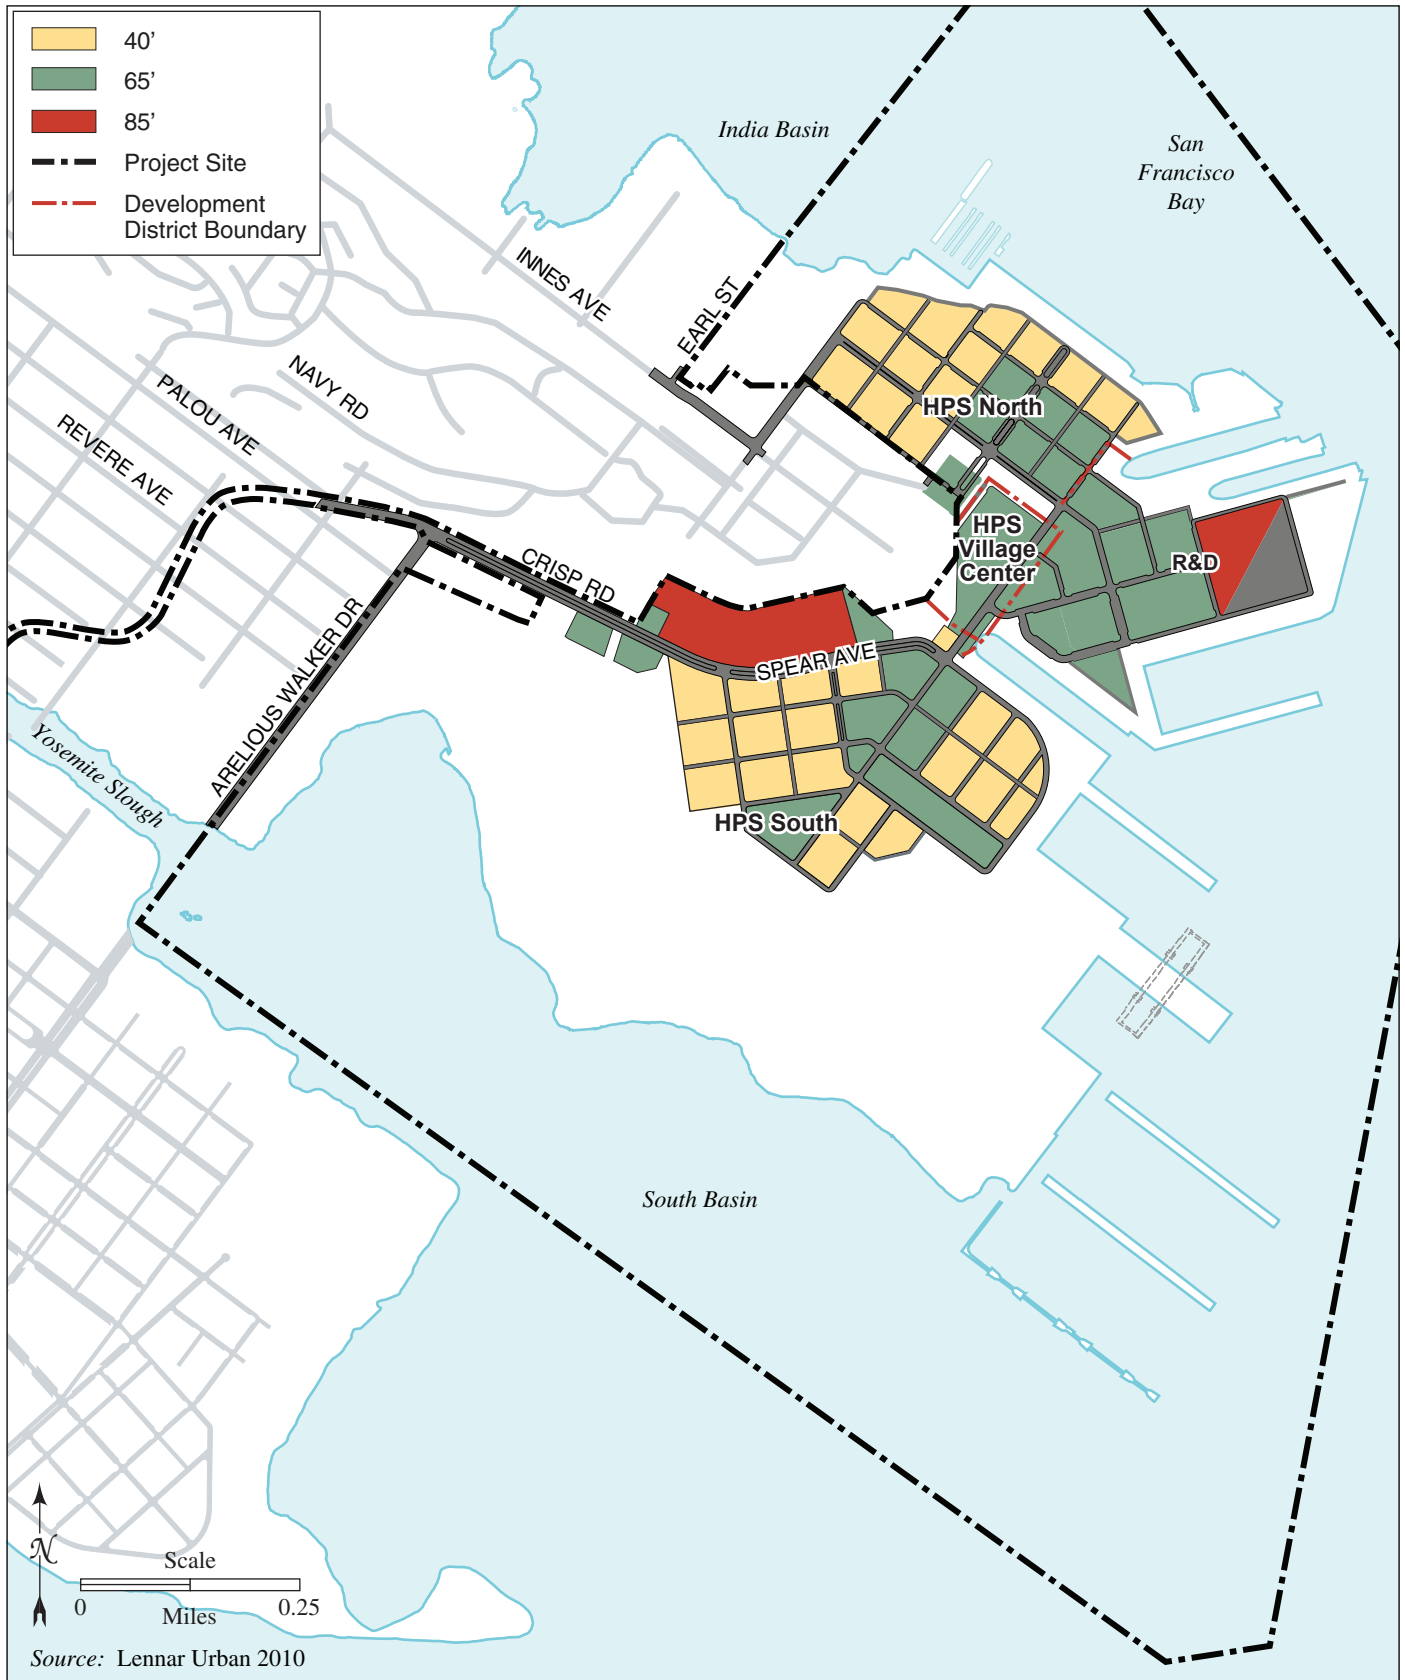 40’
65’
85’
Project Site
Development
District Boundary
India Basin
San
Francisco
Bay
INNES AVE
EARL ST
NAVY RD
PALOU AVE
REVERE AVE
HPS North
HPS
Village
Center
R&D
CRISP RD
SPEAR AVE
ARELIOUS WALKER DR
Yosemite Slough
HPS South
South Basin
N
Scale
0
0.25
Miles
Source: Lennar Urban 2010